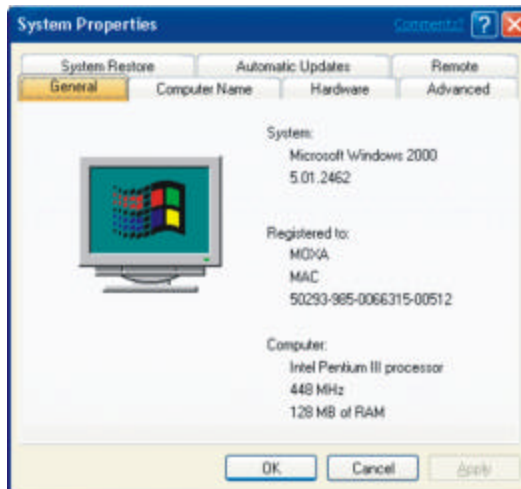 System Properties
Comments?
System Restore
Automatic Updates
Remote
General
Computer Name
Hardware
Advanced
System:
Microsoft Windows 2000
5.01.2462
Registered to:
MOXA
MAC
50293-985-0066315-00512
Computer:
Intel Pentium III processor
448 MHz
128 MB of RAM
OK
Cancel
Apply